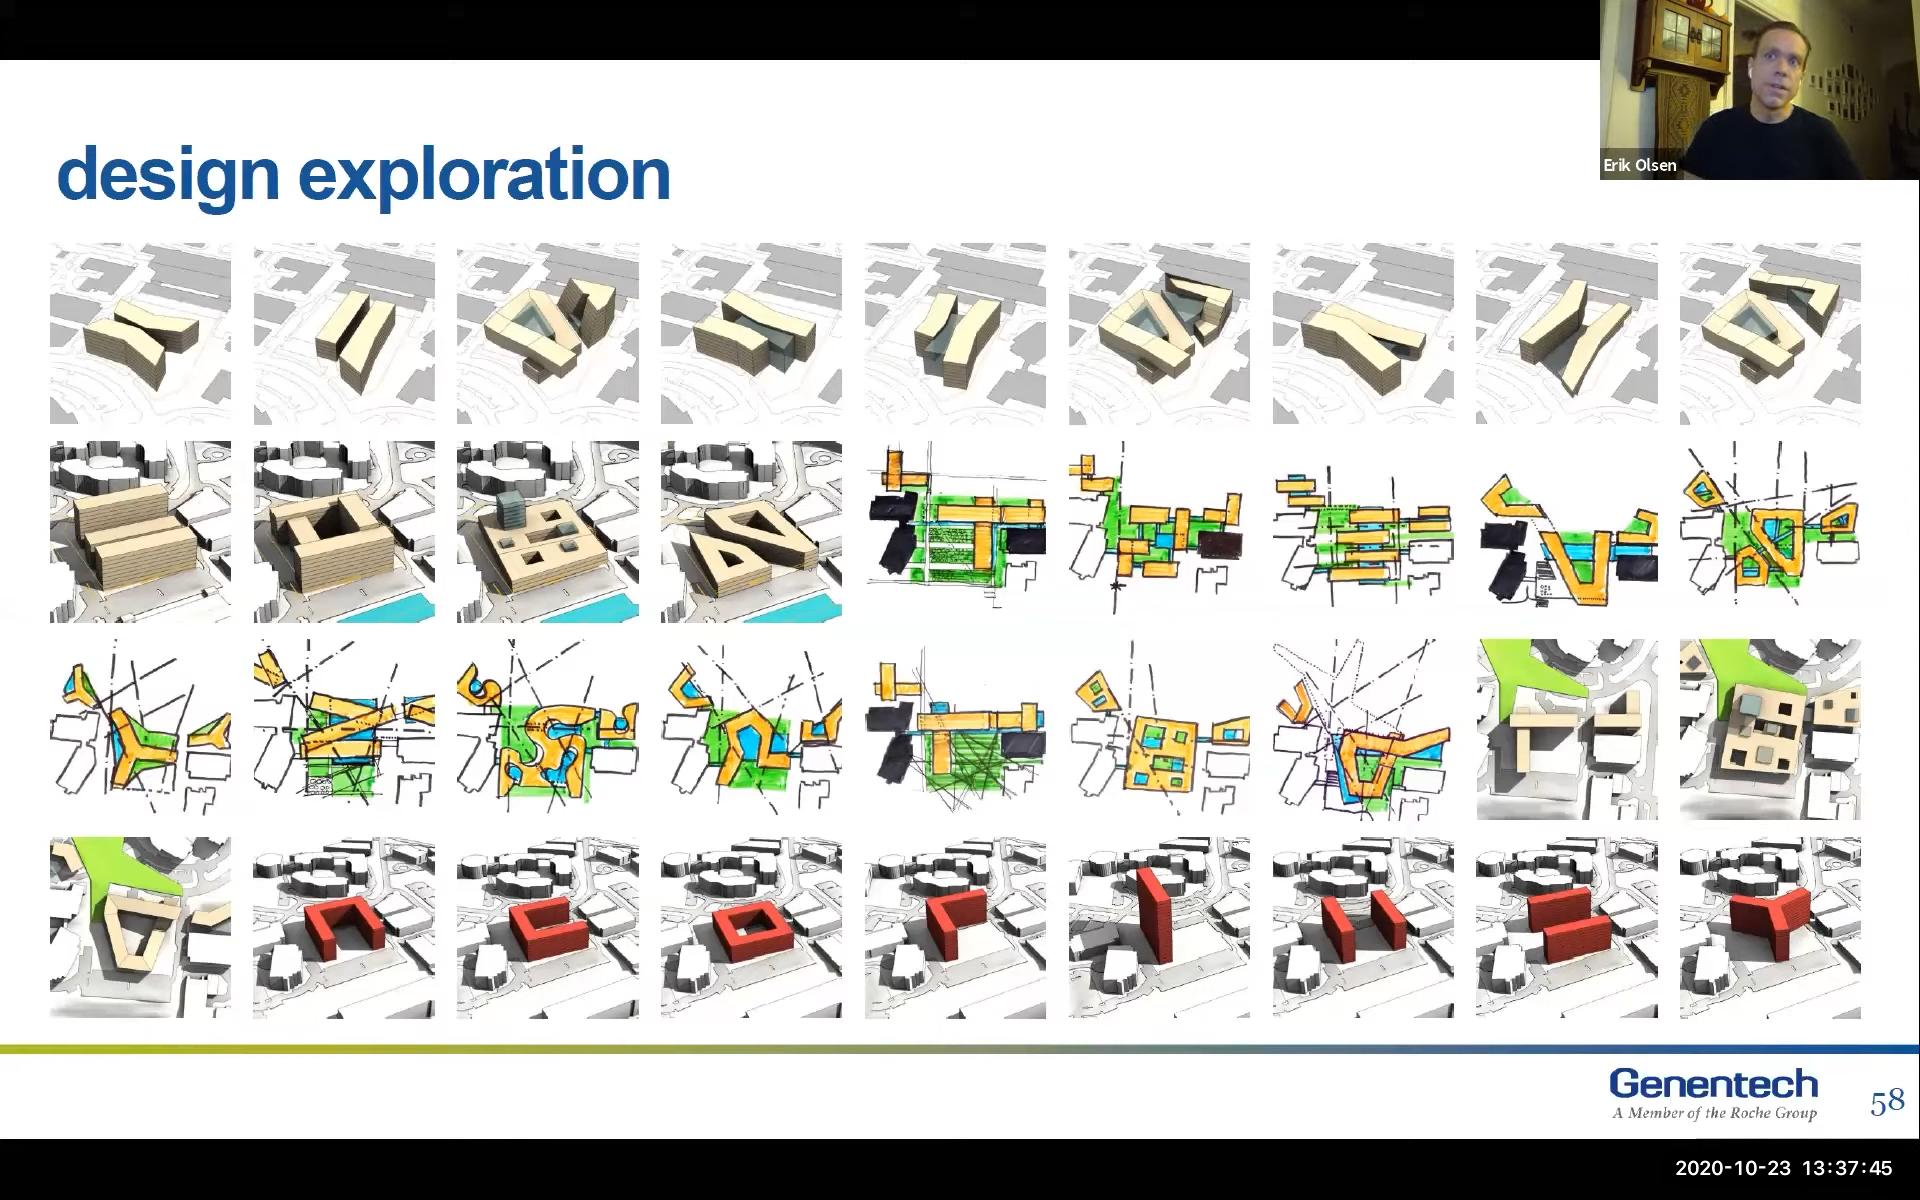 Erik Olsen
design exploration
Genentech
A Member of the Roche Group
58
2020-10-23 13:37:45